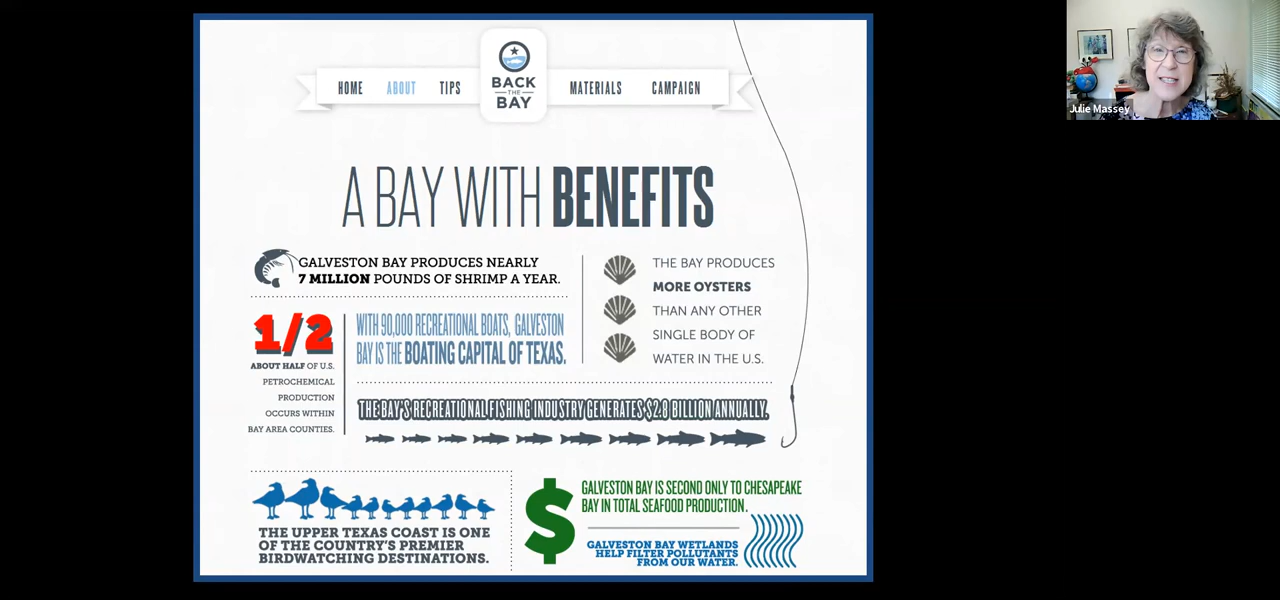 HOME
ABOUT
TIPS
BACK
THE
BAY
MATERIALS
CAMPAIGN
Julie Massey
A BAY WITH BENEFITS
GALVESTON BAY PRODUCES NEARLY
7 MILLION POUNDS OF SHRIMP A YEAR.
THE BAY PRODUCES
MORE OYSTERS
THAN ANY OTHER
SINGLE BODY OF
WATER IN THE U.S.
1/2
ABOUT HALF OF U.S.
PETROCHEMICAL
PRODUCTION
OCCURS WITHIN
BAY AREA COUNTIES.
WITH 90,000 RECREATIONAL BOATS, GALVESTON
BAY IS THE BOATING CAPITAL OF TEXAS.
THE BAY'S RECREATIONAL FISHING INDUSTRY GENERATES $2.8 BILLION ANNUALLY.
THE UPPER TEXAS COAST IS ONE
OF THE COUNTRY'S PREMIER
BIRDWATCHING DESTINATIONS.
$
GALVESTON BAY IS SECOND ONLY TO CHESAPEAKE
BAY IN TOTAL SEAFOOD PRODUCTION.
GALVESTON BAY WETLANDS
HELP FILTER POLLUTANTS
FROM OUR WATER.